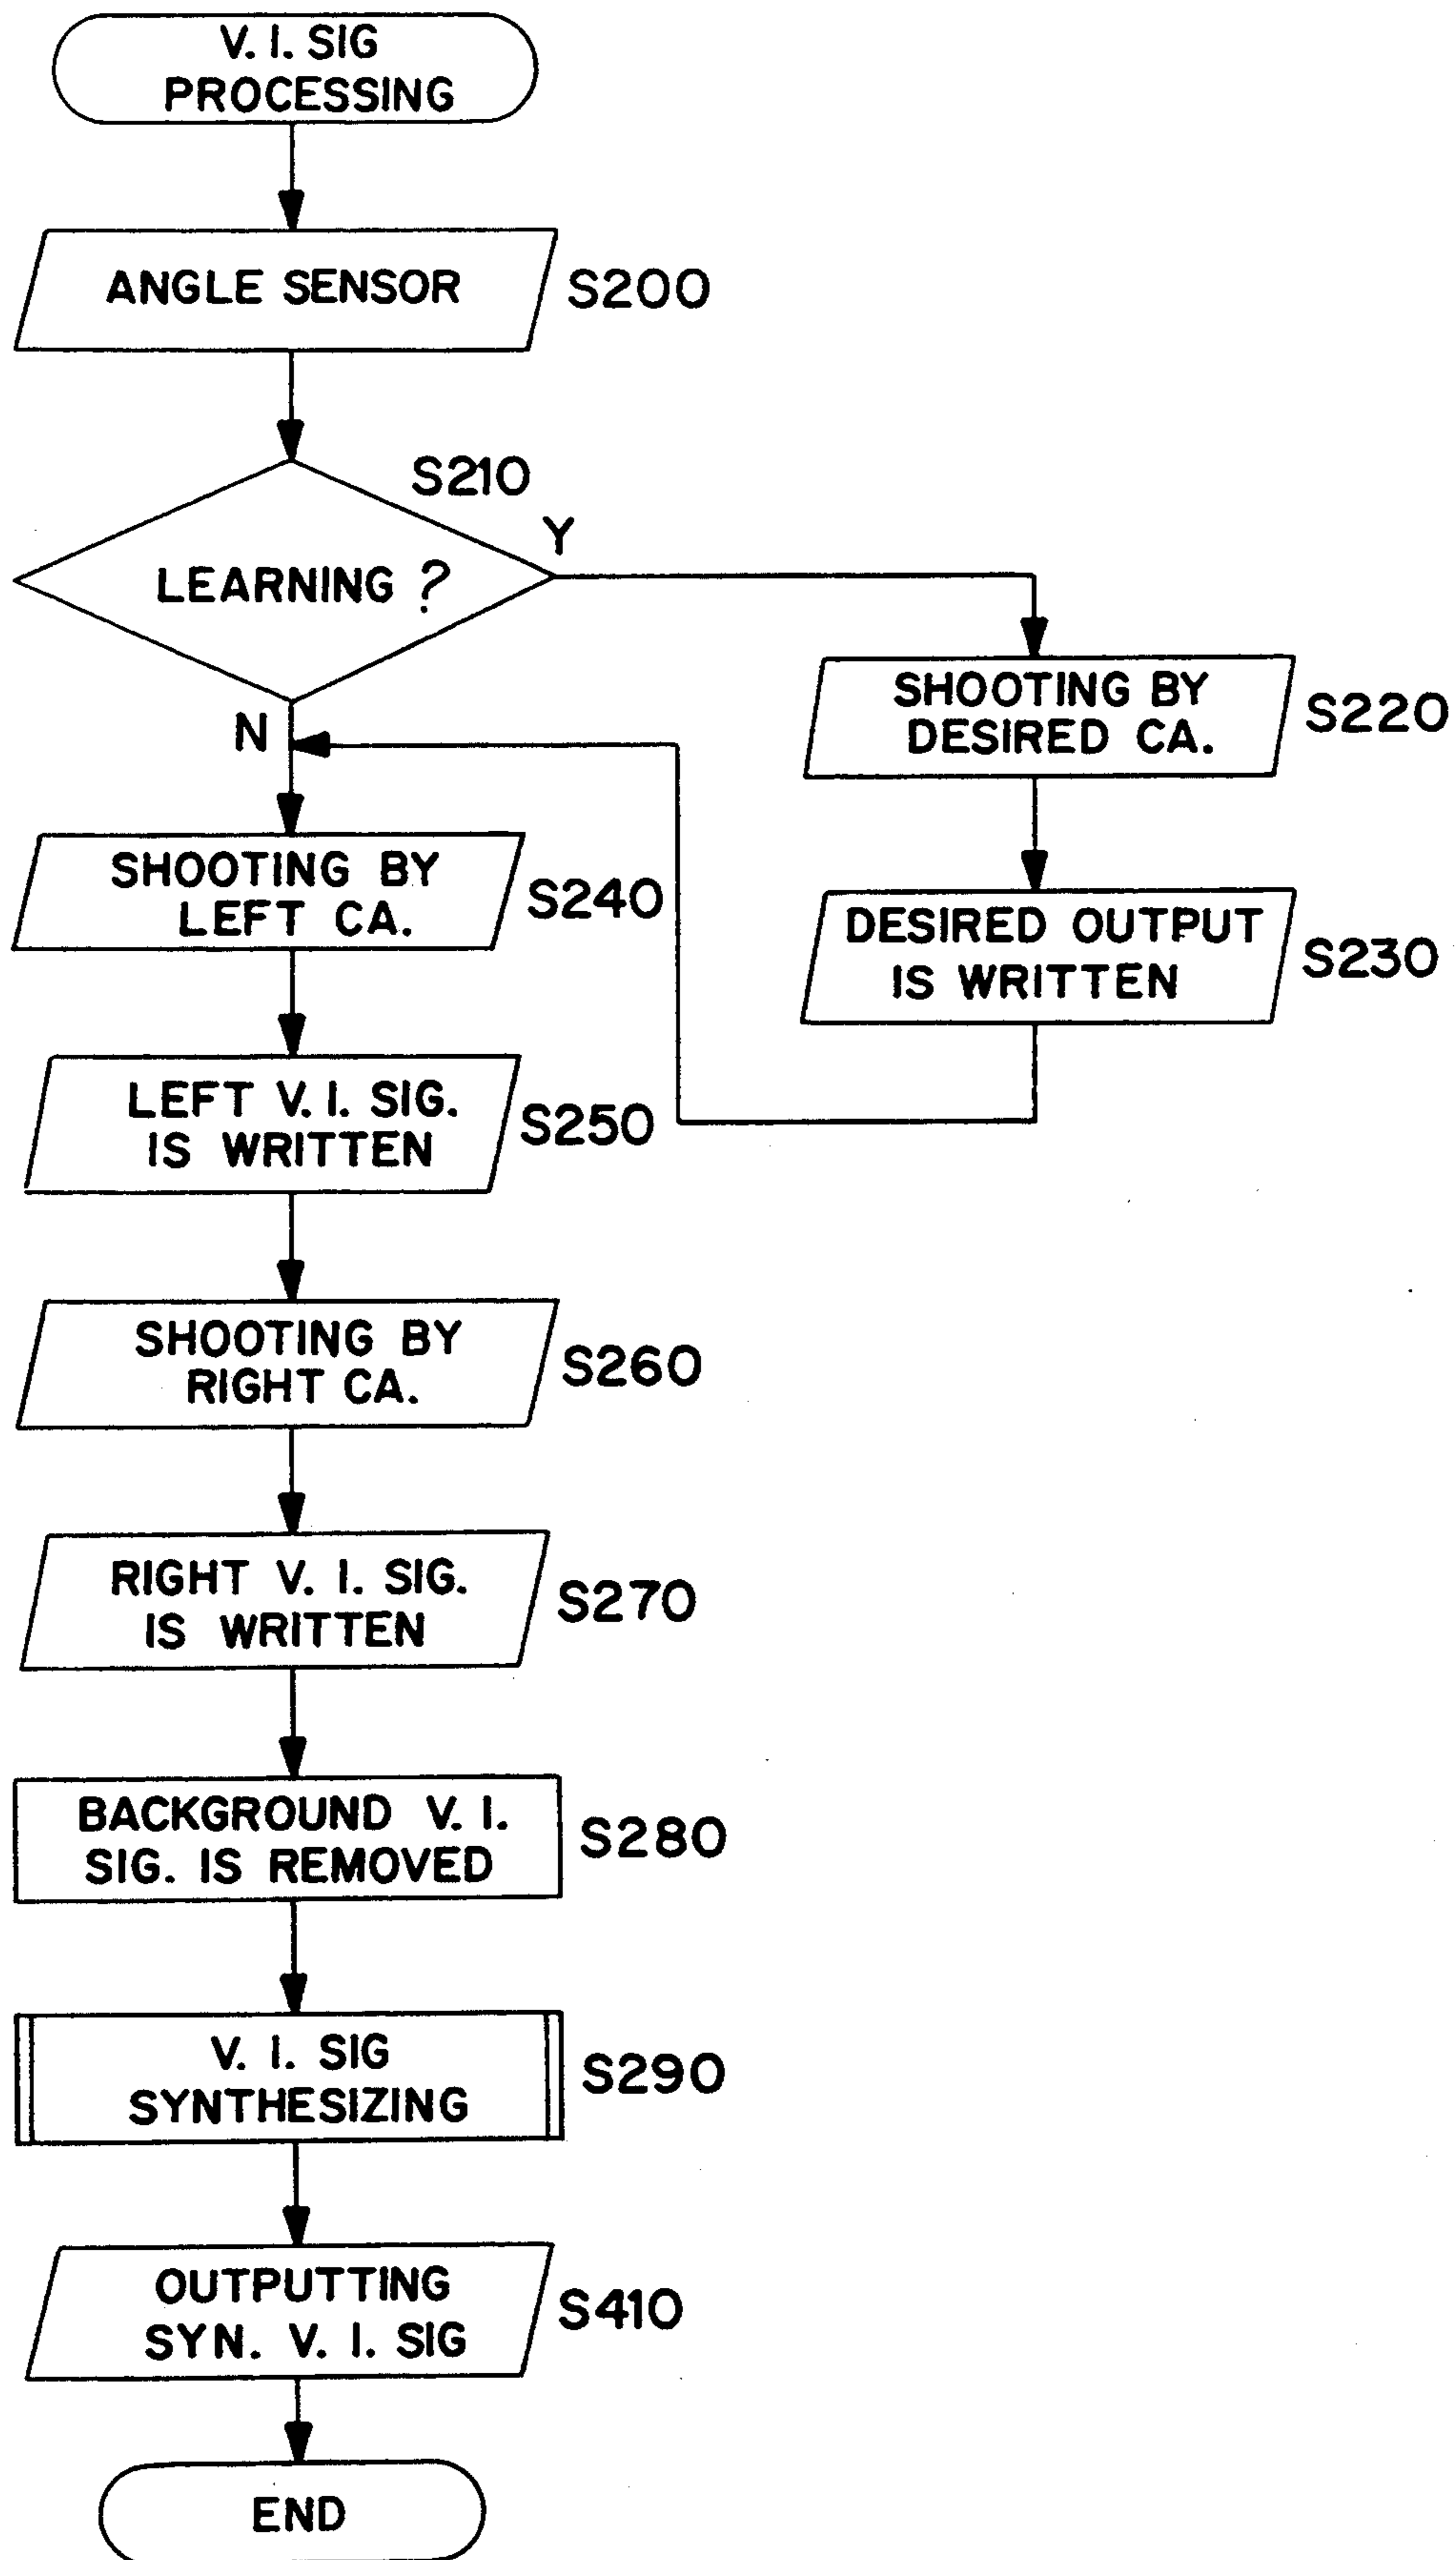 V. I. SIG
PROCESSING
ANGLE SENSOR
S200
S210
LEARNING ?
Y
N
SHOOTING BY
DESIRED CA.
S220
DESIRED OUTPUT
IS WRITTEN
S230
SHOOTING BY
LEFT CA.
S240
LEFT V. I. SIG.
IS WRITTEN
S250
SHOOTING BY
RIGHT CA.
S260
RIGHT V. I. SIG.
IS WRITTEN
S270
BACKGROUND V. I.
SIG. IS REMOVED
S280
V. I. SIG
SYNTHESIZING
S290
OUTPUTTING
SYN. V. I. SIG
S410
END